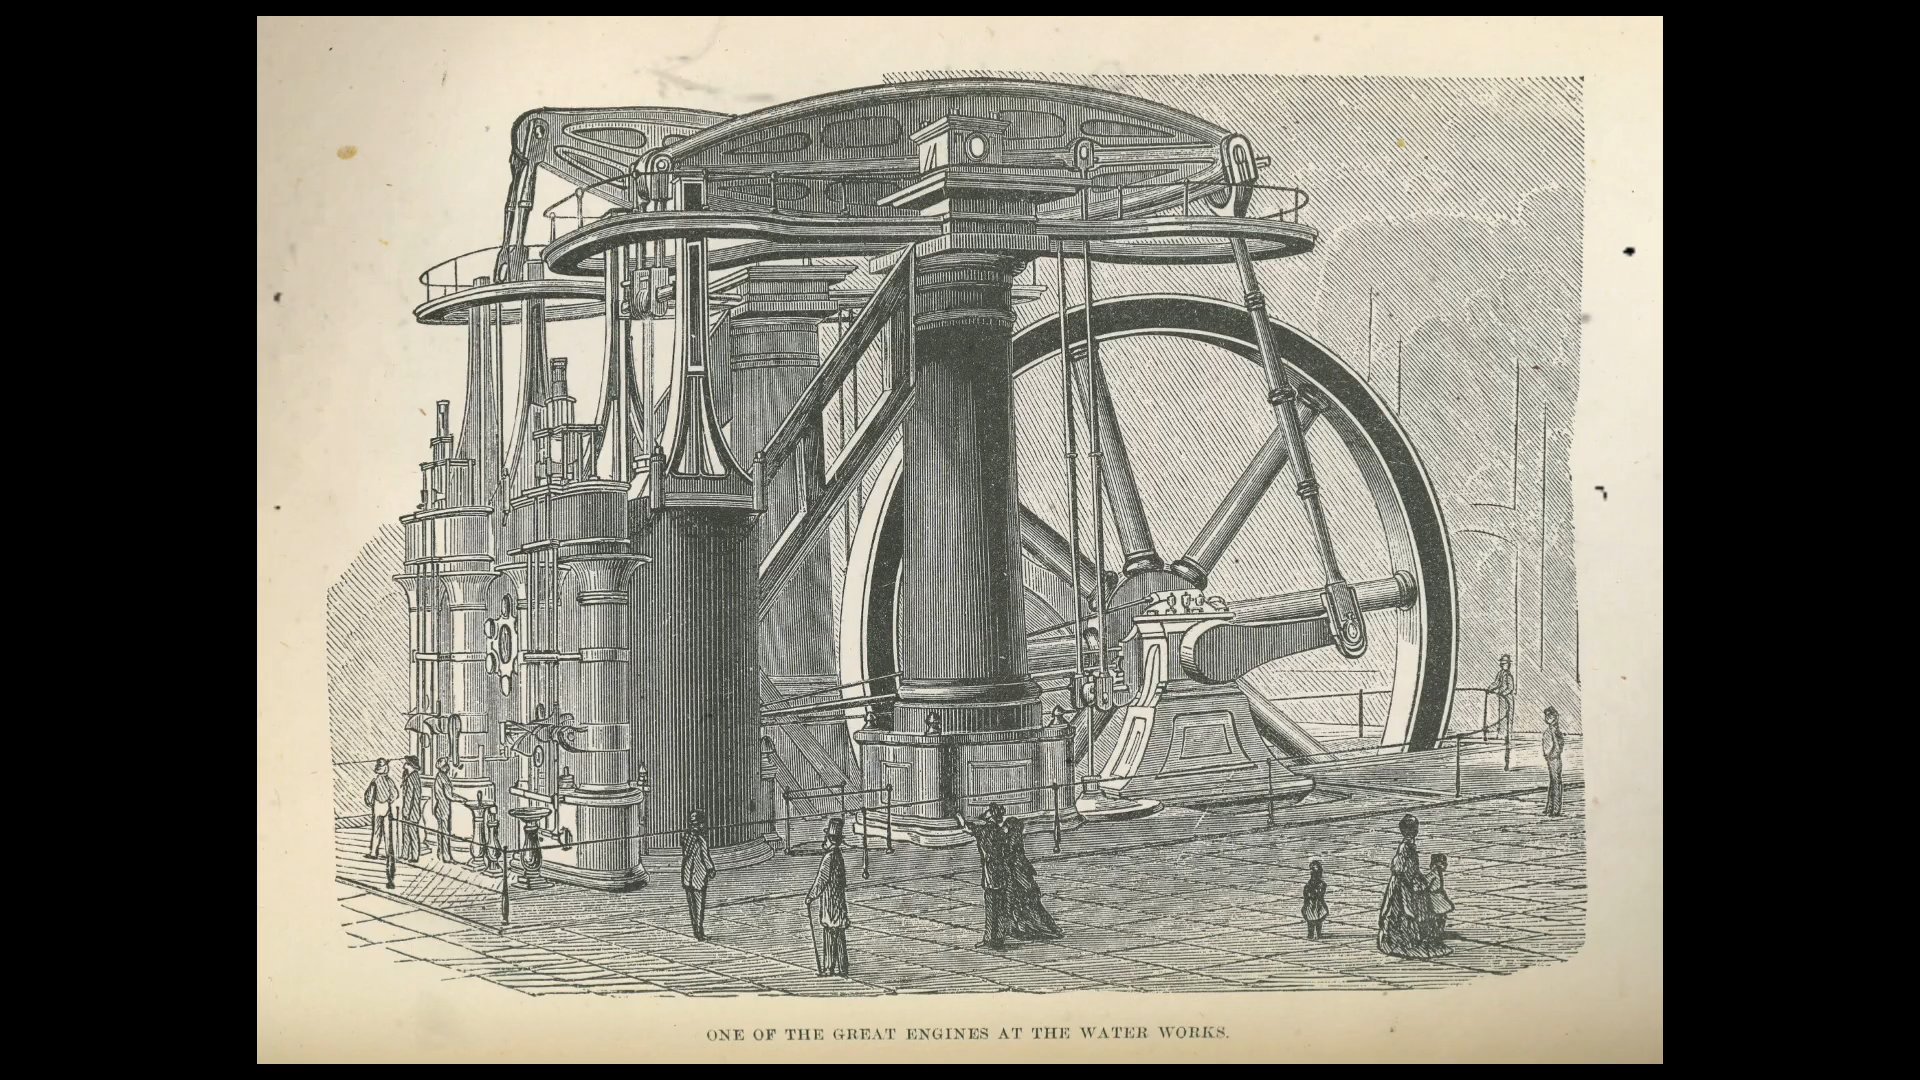 ONE OF THE GREAT ENGINES AT THE WATER WORKS.